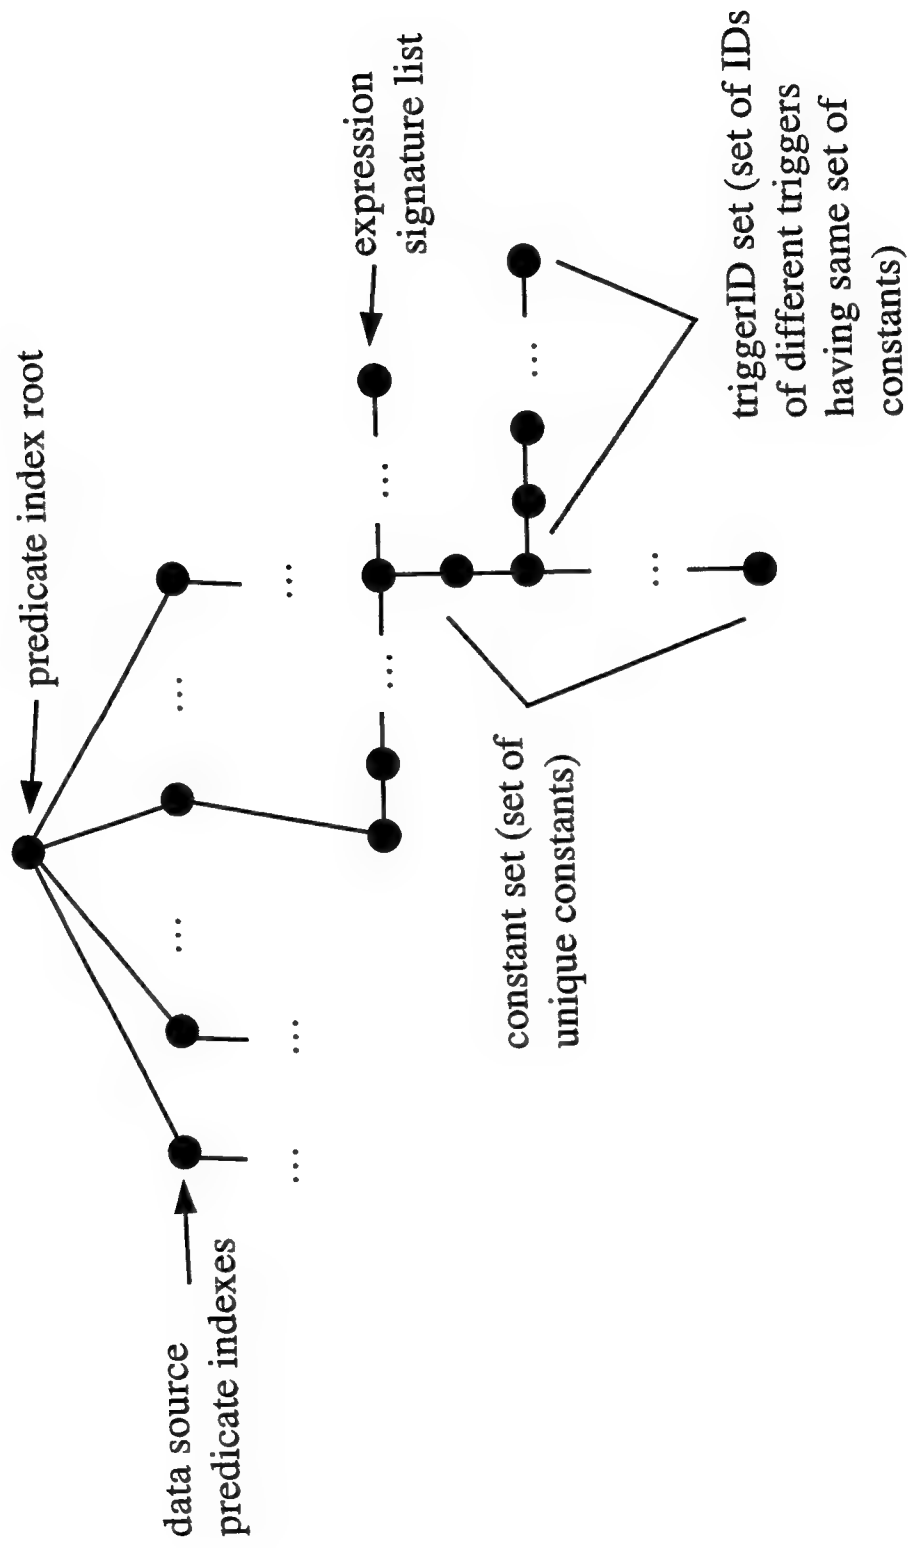 predicate index root
data source
predicate indexes
...
...
...
...
...
expression
signature list
...
...
constant set (set of
unique constants)
...
...
triggerID set (set of IDs
of different triggers
having same set of
constants)